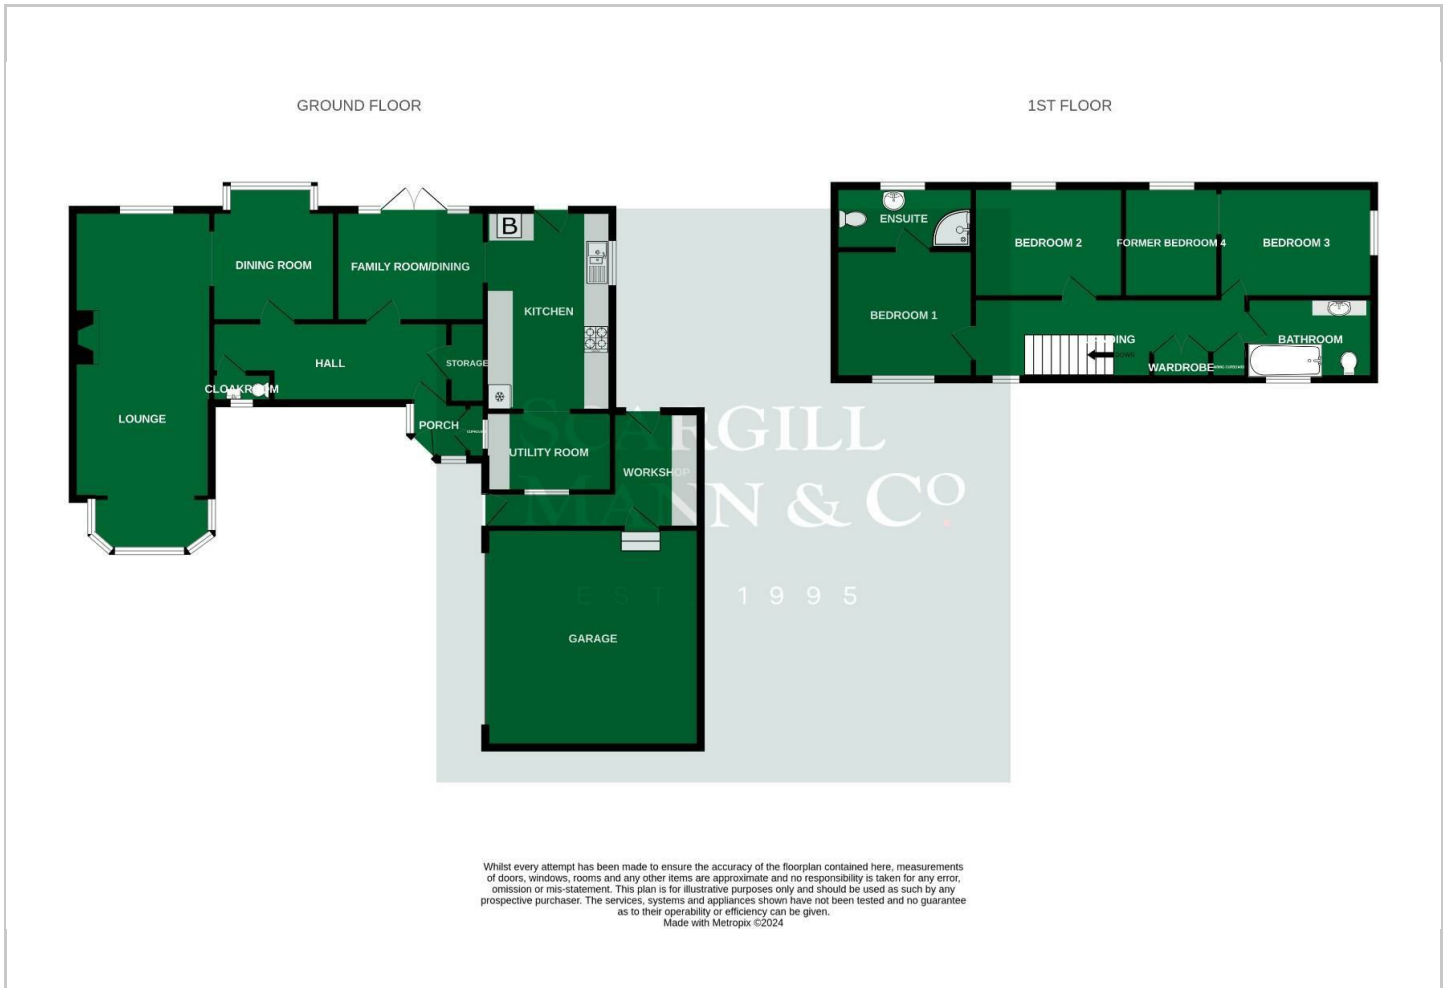 GROUND FLOOR
1ST FLOOR
DINING ROOM
FAMILY ROOM/DINING
B
KITCHEN
HALL
STORAGE
CLOAKROOM
LOUNGE
PORCH
UTILITY ROOM
WORKSHOP
GARAGE
ENSUITE
BEDROOM 2
FORMER BEDROOM 4
BEDROOM 3
BEDROOM 1
LANDING
DOWN
WARDROBE
BATHROOM
SCARGILL
MANN & CO.
EST 1995
Whilst every attempt has been made to ensure the accuracy of the floorplan contained here, measurements
of doors, windows, rooms and any other items are approximate and no responsibility is taken for any error,
omission or mis-statement. This plan is for illustrative purposes only and should be used as such by any
prospective purchaser. The services, systems and appliances shown have not been tested and no guarantee
as to their operability or efficiency can be given.
Made with Metropix ©2024